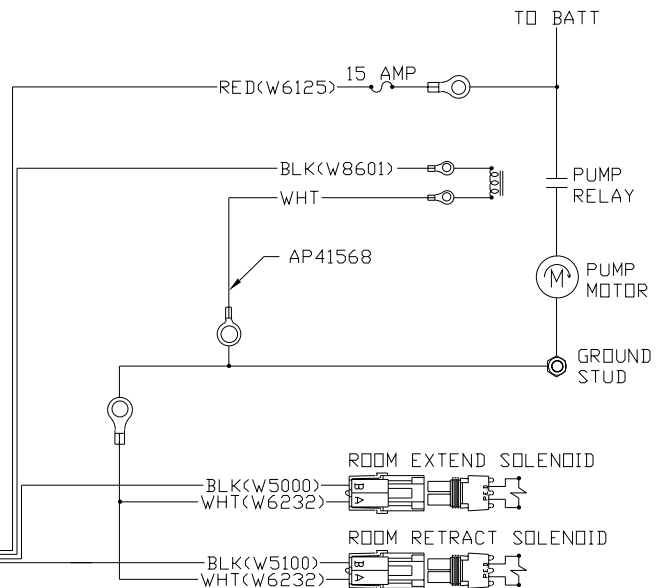 TO BATT
15 AMP
RED(W6125)
BLK(W8601)
WHT
PUMP
RELAY
AP41568
M
PUMP
MOTOR
GROUND
STUD
ROOM EXTEND SOLENOID
BLK(W5000)
B
WHT(W6232)
A
ROOM RETRACT SOLENOID
BLK(W5100)
B
WHT(W6232)
A